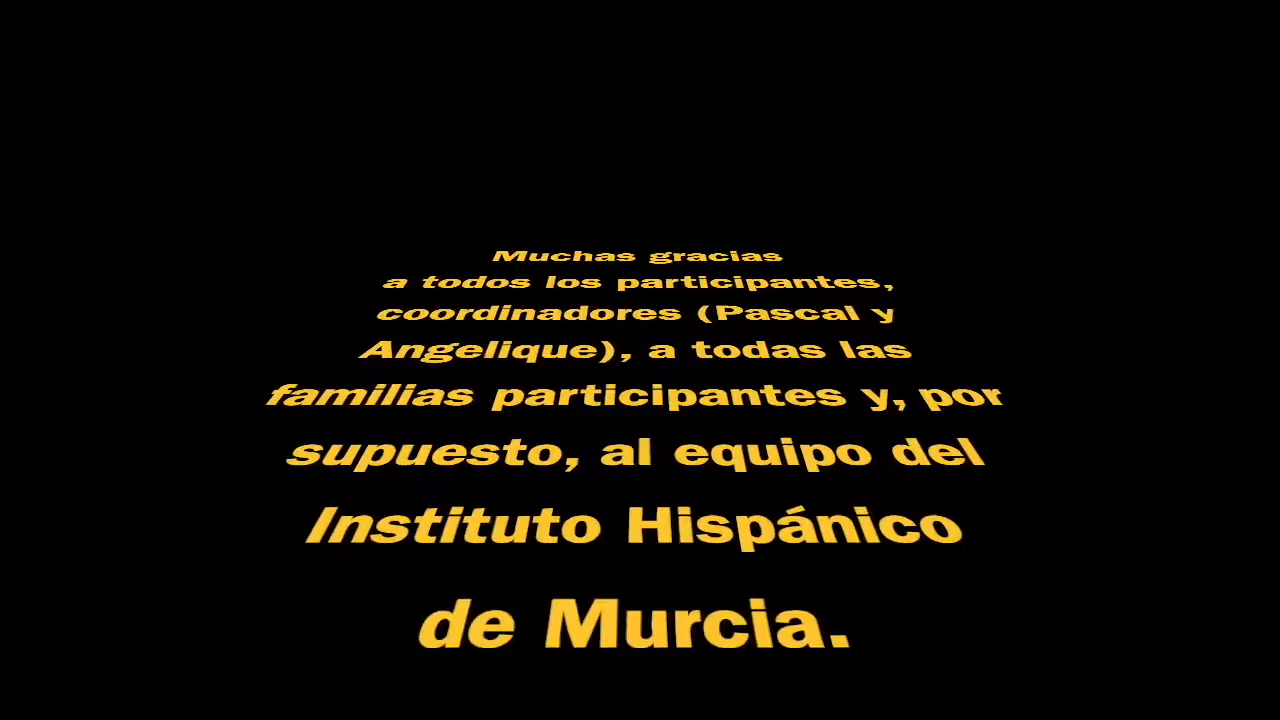 Muchas gracias
a todos los participantes,
coordinadores (Pascal y
Angelique), a todas las
familias participantes y, por
supuesto, al equipo del
Instituto Hispánico
de Murcia.